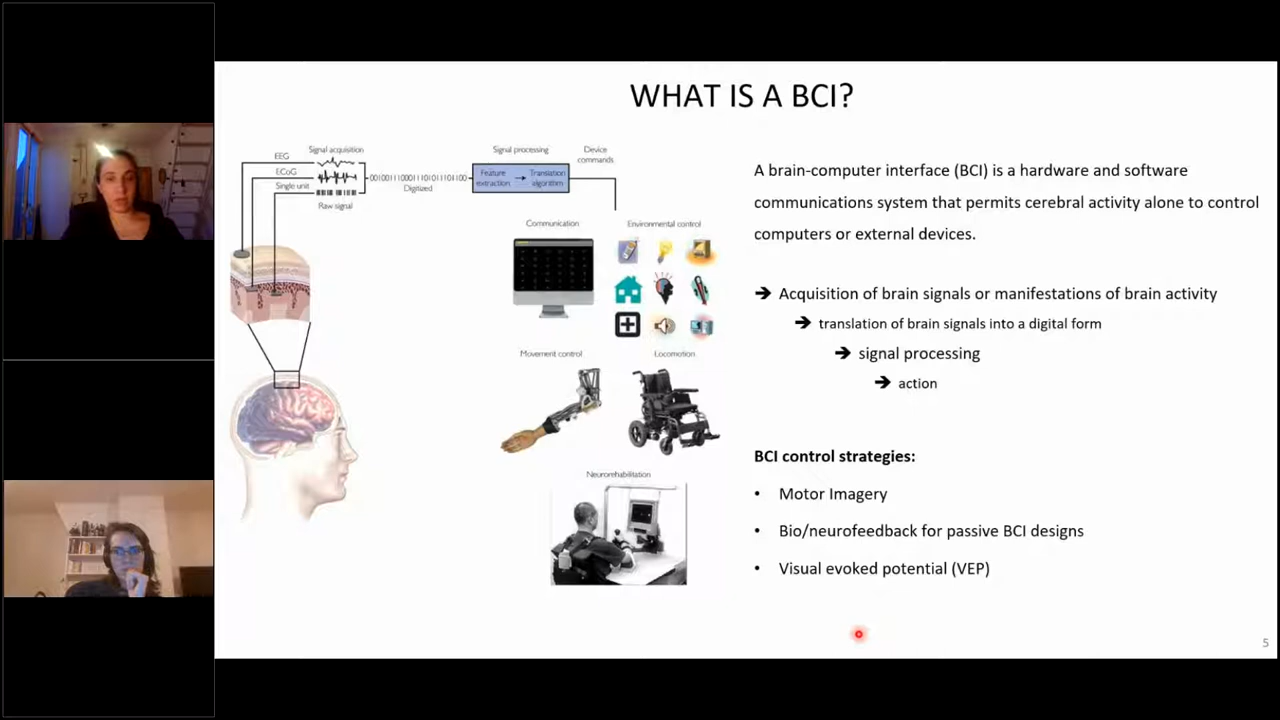 WHAT IS A BCI?
EEG
Signal acquisition
ECoG
Single unit
Raw signal
00100111000111010111101100
Digitized
Signal processing
Feature extraction
Translation algorithm
Device commands
Communication
Environmental control
Movement control
Locomotion
Neurorehabilitation
A brain-computer interface (BCI) is a hardware and software
communications system that permits cerebral activity alone to control
computers or external devices.
➔ Acquisition of brain signals or manifestations of brain activity
➔ translation of brain signals into a digital form
➔ signal processing
➔ action
BCI control strategies:
• Motor Imagery
• Bio/neurofeedback for passive BCI designs
• Visual evoked potential (VEP)
5